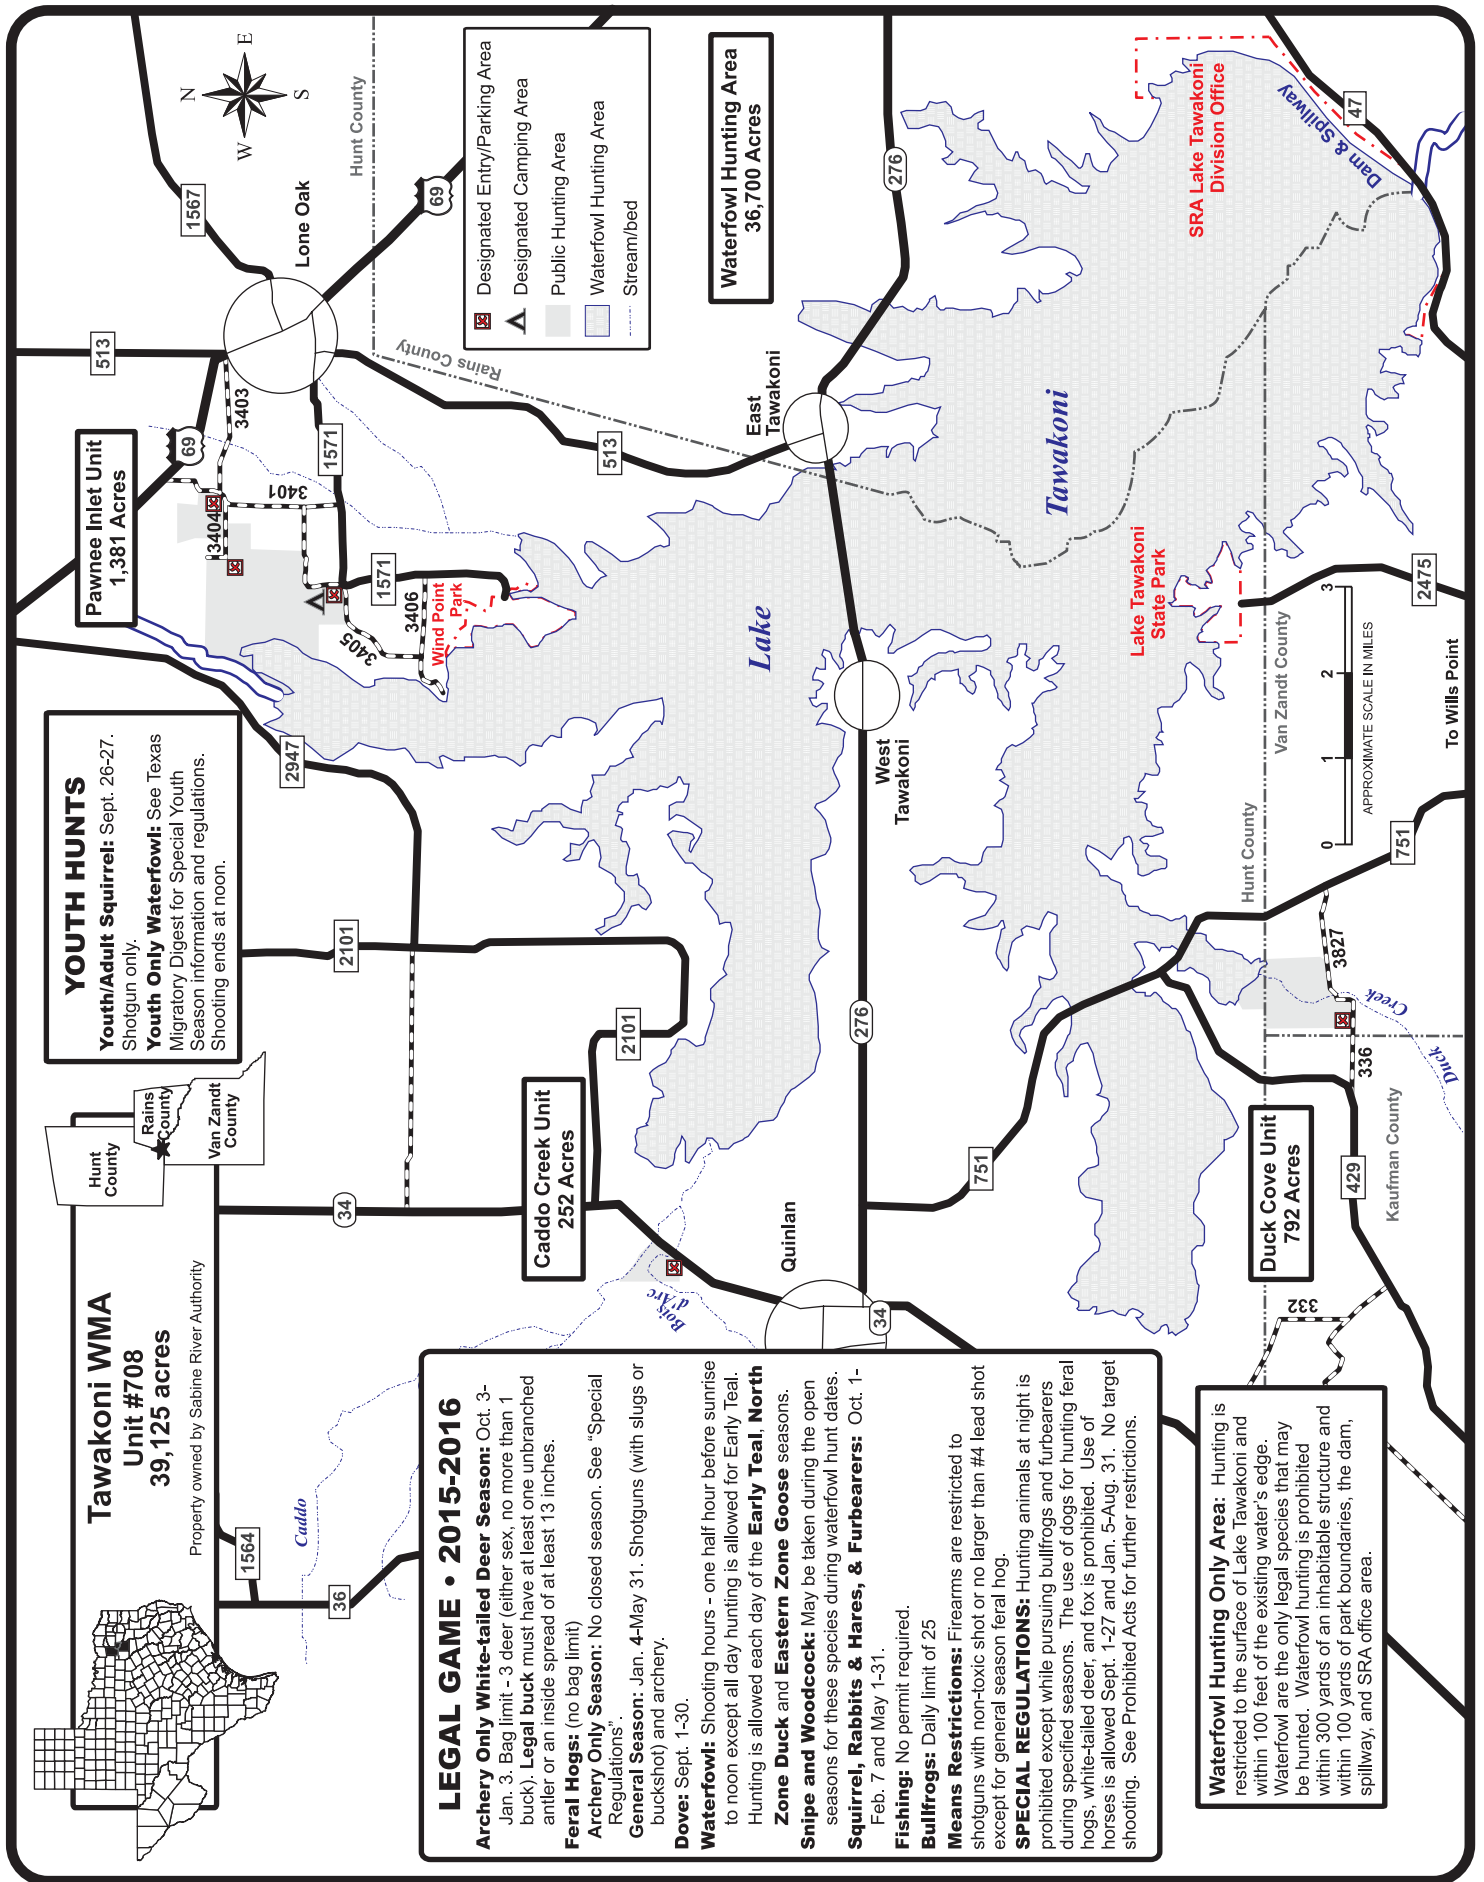 Tawakoni WMA
Unit #708
39,125 acres
Property owned by Sabine River Authority
Hunt
County
Rains
County
Van Zandt
County
YOUTH HUNTS
Youth/Adult Squirrel: Sept. 26-27.
Shotgun only.
Youth Only Waterfowl: See Texas
Migratory Digest for Special Youth
Season information and regulations.
Shooting ends at noon.
Pawnee Inlet Unit
1,381 Acres
513
1567
N
W
E
S
69
3403
Lone Oak
Hunt County
3404
3401
1571
69
Rains County
Designated Entry/Parking Area
Designated Camping Area
Public Hunting Area
Waterfowl Hunting Area
Stream/bed
1564
36
34
2101
2947
3405
1571
3406
Wind Point
Park
Caddo
Caddo Creek Unit
252 Acres
2101
513
Waterfowl Hunting Area
36,700 Acres
LEGAL GAME • 2015-2016
Archery Only White-tailed Deer Season: Oct. 3-
Jan. 3. Bag limit - 3 deer (either sex, no more than 1
buck). Legal buck must have at least one unbranched
antler or an inside spread of at least 13 inches.
Feral Hogs: (no bag limit)
Archery Only Season: No closed season. See “Special
Regulations”.
General Season: Jan. 4-May 31. Shotguns (with slugs or
buckshot) and archery.
Dove: Sept. 1-30.
Waterfowl: Shooting hours - one half hour before sunrise
to noon except all day hunting is allowed for Early Teal.
Hunting is allowed each day of the Early Teal, North
Zone Duck and Eastern Zone Goose seasons.
Snipe and Woodcock: May be taken during the open
seasons for these species during waterfowl hunt dates.
Squirrel, Rabbits & Hares, & Furbearers: Oct. 1-
Feb. 7 and May 1-31.
Fishing: No permit required.
Bullfrogs: Daily limit of 25
Means Restrictions: Firearms are restricted to
shotguns with non-toxic shot or no larger than #4 lead shot
except for general season feral hog.
SPECIAL REGULATIONS: Hunting animals at night is
prohibited except while pursuing bullfrogs and furbearers
during specified seasons. The use of dogs for hunting feral
hogs, white-tailed deer, and fox is prohibited. Use of
horses is allowed Sept. 1-27 and Jan. 5-Aug. 31. No target
shooting. See Prohibited Acts for further restrictions.
Bois
d'Arc
Quinlan
34
276
West
Tawakoni
East
Tawakoni
276
Lake
Tawakoni
751
Lake Tawakoni
State Park
SRA Lake Tawakoni
Division Office
Dam & Spillway
47
Duck Cove Unit
792 Acres
Hunt County
Van Zandt County
332
336
3827
429
Kaufman County
Duck
Creek
751
0
1
2
3
APPROXIMATE SCALE IN MILES
2475
To Wills Point
Waterfowl Hunting Only Area: Hunting is
restricted to the surface of Lake Tawakoni and
within 100 feet of the existing water's edge.
Waterfowl are the only legal species that may
be hunted. Waterfowl hunting is prohibited
within 300 yards of an inhabitable structure and
within 100 yards of park boundaries, the dam,
spillway, and SRA office area.